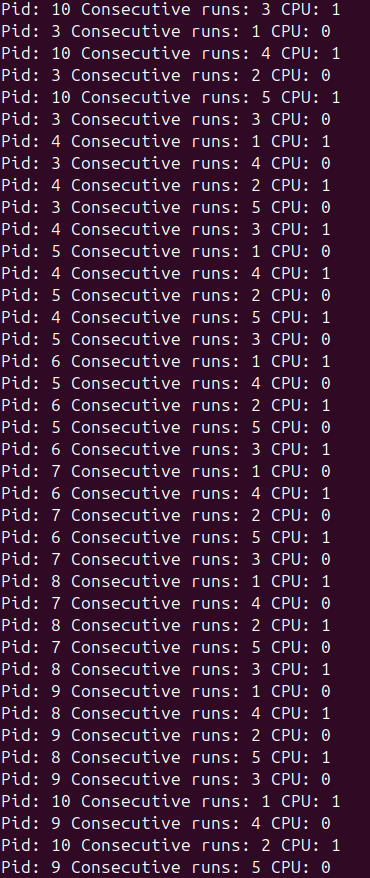 Pid: 10 Consecutive runs: 3 CPU: 1
Pid: 3 Consecutive runs: 1 CPU: 0
Pid: 10 Consecutive runs: 4 CPU: 1
Pid: 3 Consecutive runs: 2 CPU: 0
Pid: 10 Consecutive runs: 5 CPU: 1
Pid: 3 Consecutive runs: 3 CPU: 0
Pid: 4 Consecutive runs: 1 CPU: 1
Pid: 3 Consecutive runs: 4 CPU: 0
Pid: 4 Consecutive runs: 2 CPU: 1
Pid: 3 Consecutive runs: 5 CPU: 0
Pid: 4 Consecutive runs: 3 CPU: 1
Pid: 5 Consecutive runs: 1 CPU: 0
Pid: 4 Consecutive runs: 4 CPU: 1
Pid: 5 Consecutive runs: 2 CPU: 0
Pid: 4 Consecutive runs: 5 CPU: 1
Pid: 5 Consecutive runs: 3 CPU: 0
Pid: 6 Consecutive runs: 1 CPU: 1
Pid: 5 Consecutive runs: 4 CPU: 0
Pid: 6 Consecutive runs: 2 CPU: 1
Pid: 5 Consecutive runs: 5 CPU: 0
Pid: 6 Consecutive runs: 3 CPU: 1
Pid: 7 Consecutive runs: 1 CPU: 0
Pid: 6 Consecutive runs: 4 CPU: 1
Pid: 7 Consecutive runs: 2 CPU: 0
Pid: 6 Consecutive runs: 5 CPU: 1
Pid: 7 Consecutive runs: 3 CPU: 0
Pid: 8 Consecutive runs: 1 CPU: 1
Pid: 7 Consecutive runs: 4 CPU: 0
Pid: 8 Consecutive runs: 2 CPU: 1
Pid: 7 Consecutive runs: 5 CPU: 0
Pid: 8 Consecutive runs: 3 CPU: 1
Pid: 9 Consecutive runs: 1 CPU: 0
Pid: 8 Consecutive runs: 4 CPU: 1
Pid: 9 Consecutive runs: 2 CPU: 0
Pid: 8 Consecutive runs: 5 CPU: 1
Pid: 9 Consecutive runs: 3 CPU: 0
Pid: 10 Consecutive runs: 1 CPU: 1
Pid: 9 Consecutive runs: 4 CPU: 0
Pid: 10 Consecutive runs: 2 CPU: 1
Pid: 9 Consecutive runs: 5 CPU: 0